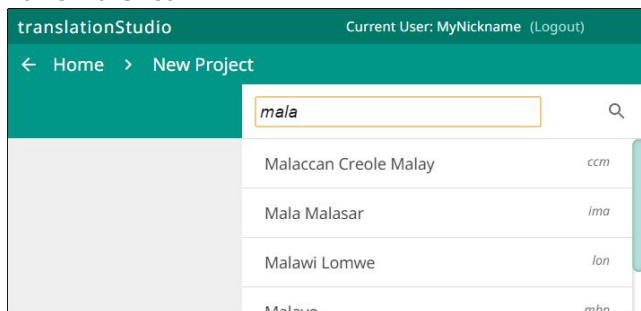 translationStudio Current User: MyNickname (Logout)
← Home > New Project
mala
Malaccan Creole Malay ccm
Mala Malasar ima
Malawi Lomwe lon